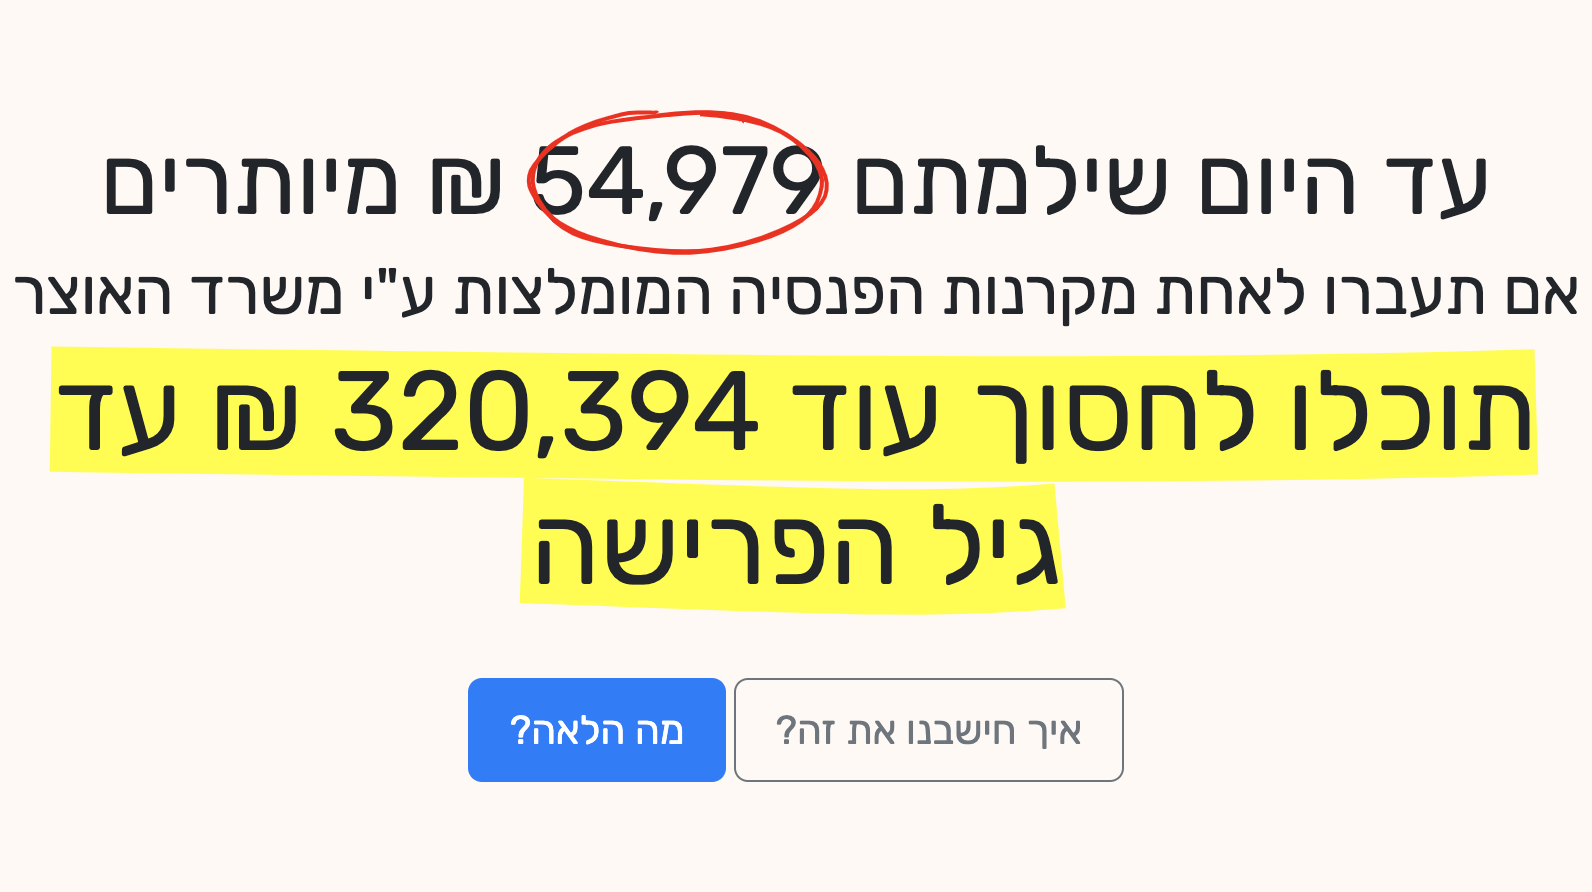 עד היום שילמתם 54,979 ₪ מיותרים
אם תעברו לאחת מקרנות הפנסיה המומלצות ע"י משרד האוצר
תוכלו לחסוך עוד 320,394 ₪ עד
גיל הפרישה
איך חישבנו את זה?
מה הלאה?